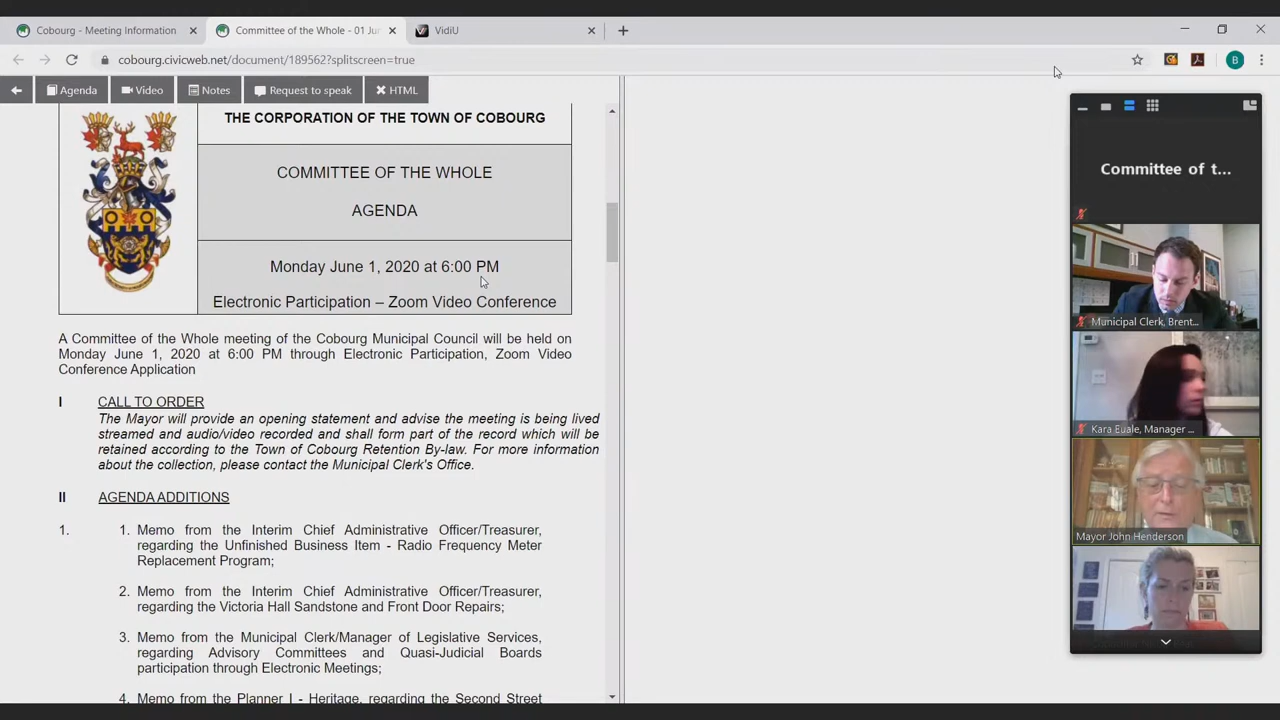 Cobourg - Meeting Information
Committee of the Whole - 01 Jun
VidiU
cobourg.civicweb.net/document/189562?splitscreen=true
B
Agenda
Video
Notes
Request to speak
HTML
THE CORPORATION OF THE TOWN OF COBOURG
COMMITTEE OF THE WHOLE
AGENDA
Monday June 1, 2020 at 6:00 PM
Electronic Participation – Zoom Video Conference
A Committee of the Whole meeting of the Cobourg Municipal Council will be held on
Monday June 1, 2020 at 6:00 PM through Electronic Participation, Zoom Video
Conference Application
I CALL TO ORDER
The Mayor will provide an opening statement and advise the meeting is being lived
streamed and audio/video recorded and shall form part of the record which will be
retained according to the Town of Cobourg Retention By-law. For more information
about the collection, please contact the Municipal Clerk's Office.
II AGENDA ADDITIONS
1. 1. Memo from the Interim Chief Administrative Officer/Treasurer,
regarding the Unfinished Business Item - Radio Frequency Meter
Replacement Program;
2. Memo from the Interim Chief Administrative Officer/Treasurer,
regarding the Victoria Hall Sandstone and Front Door Repairs;
3. Memo from the Municipal Clerk/Manager of Legislative Services,
regarding Advisory Committees and Quasi-Judicial Boards
participation through Electronic Meetings;
4. Memo from the Planner I - Heritage, regarding the Second Street
Committee of t...
Municipal Clerk, Brent...
Kara Euale, Manager ...
Mayor John Henderson